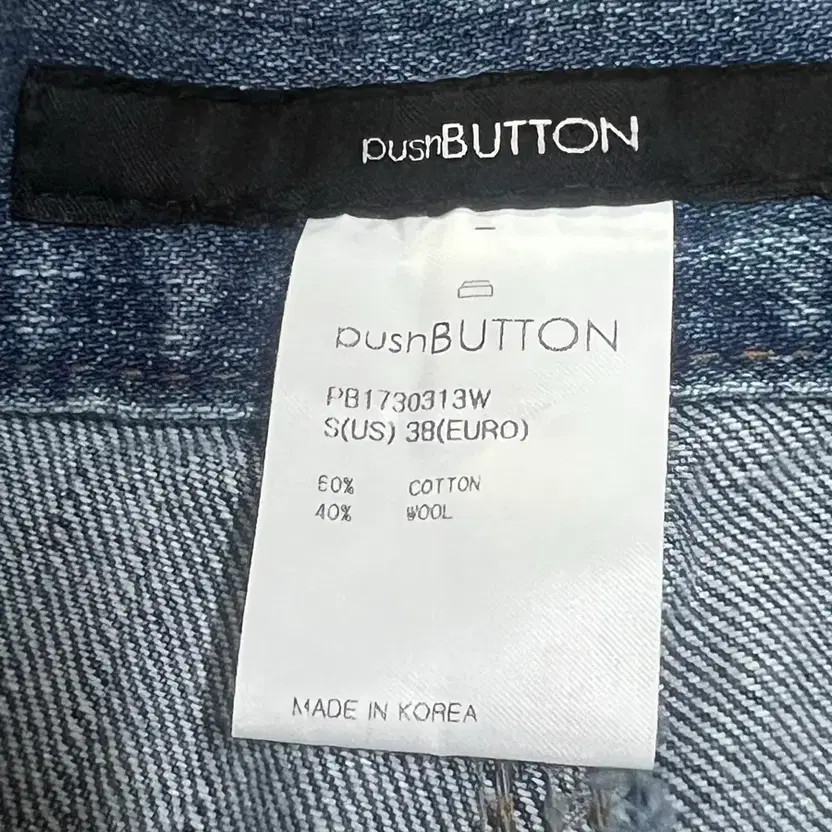 pushBUTTON
pushBUTTON
PB1730313W
S(US) 38(EURO)
60% COTTON
40% WOOL
MADE IN KOREA